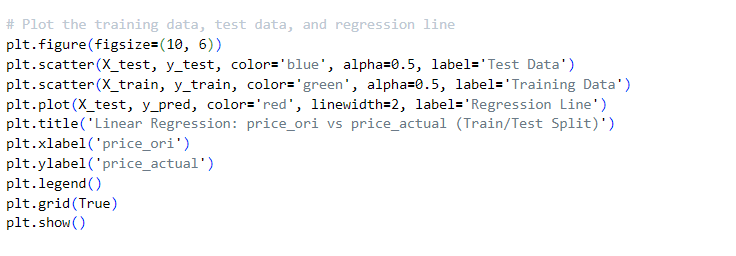 # Plot the training data, test data, and regression line
plt.figure(figsize=(10, 6))
plt.scatter(X_test, y_test, color='blue', alpha=0.5, label='Test Data')
plt.scatter(X_train, y_train, color='green', alpha=0.5, label='Training Data')
plt.plot(X_test, y_pred, color='red', linewidth=2, label='Regression Line')
plt.title('Linear Regression: price_ori vs price_actual (Train/Test Split)')
plt.xlabel('price_ori')
plt.ylabel('price_actual')
plt.legend()
plt.grid(True)
plt.show()